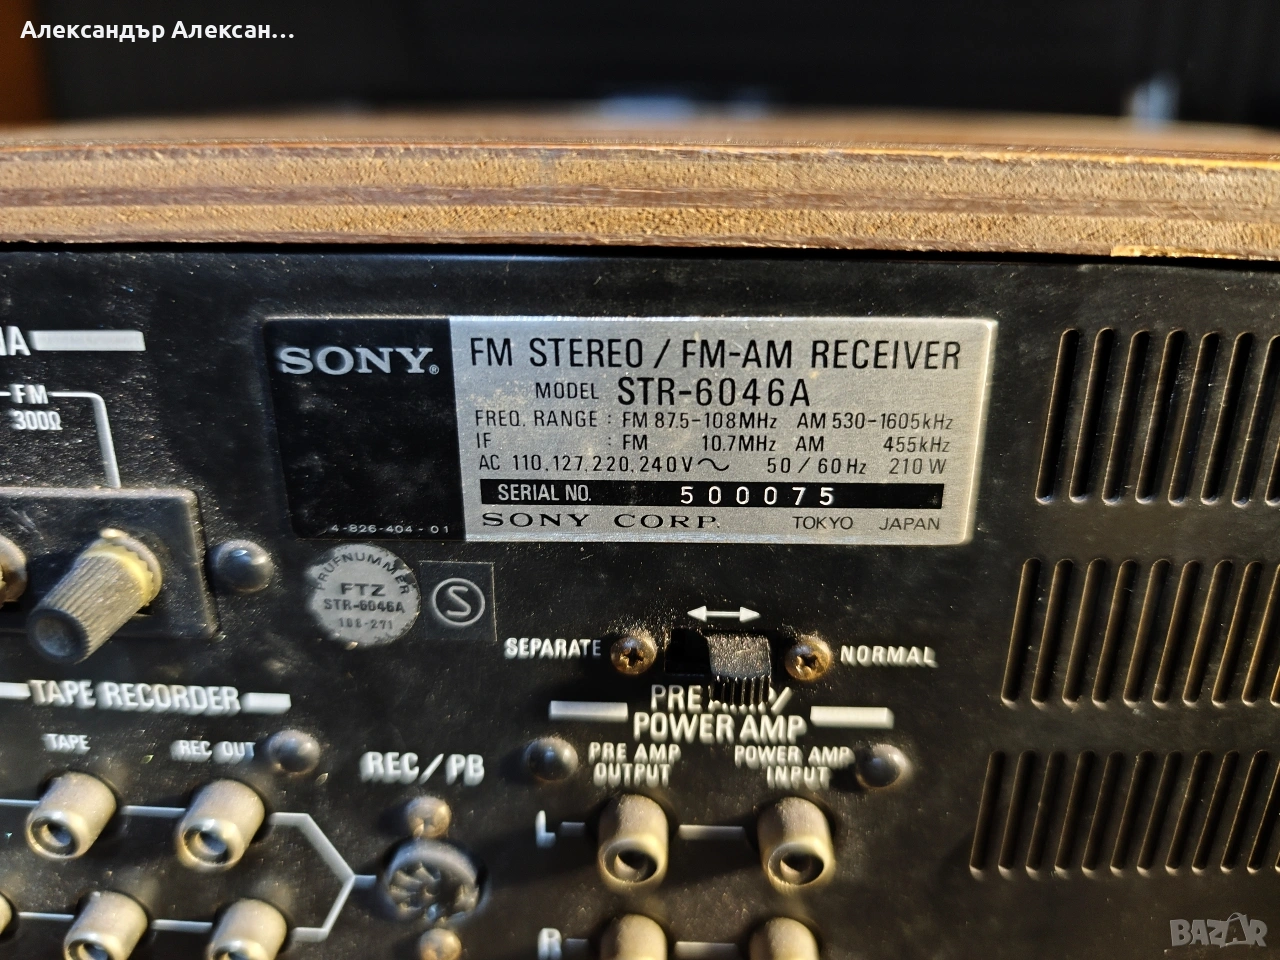 Александър Алексан...
SONY®
FM STEREO / FM-AM RECEIVER
MODEL STR-6046A
FREQ. RANGE : FM 87.5-108MHz AM 530-1605kHz
IF : FM 10.7MHz AM 455kHz
AC 110,127,220,240V~ 50/60Hz 210W
SERIAL NO. 500075
SONY CORP. TOKYO JAPAN
4-826-404-01
FM
300Ω
PRÜFNUMMER
FTZ
STR-6046A
S
SEPARATE
NORMAL
PRE AMP/
POWER AMP
TAPE RECORDER
TAPE
REC OUT
REC/PB
PRE AMP
OUTPUT
POWER AMP
INPUT
L
R
BAZAR